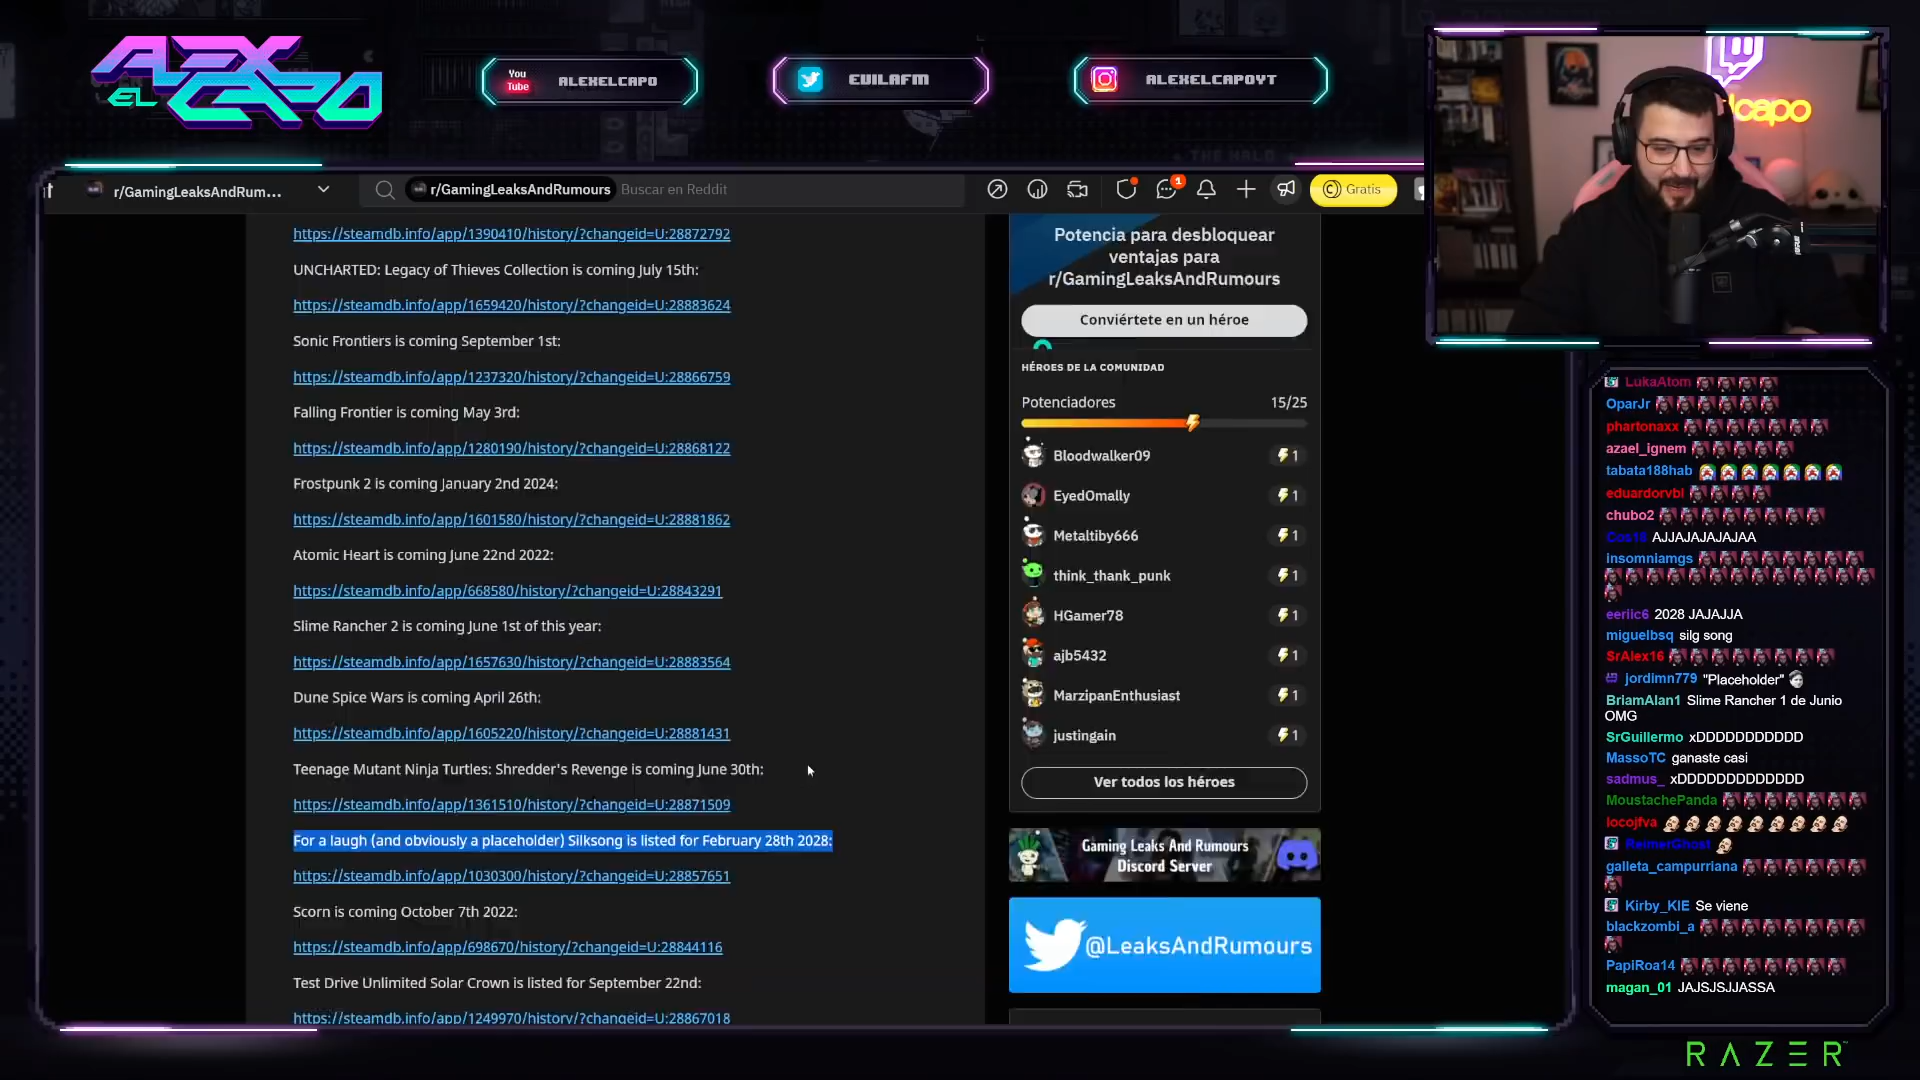 ALEX
EL CAPO
You
Tube
ALEXELCAPO
EVILAFM
ALEXELCAPOYT
r/GamingLeaksAndRum...
r/GamingLeaksAndRumours
Buscar en Reddit
1
Gratis
https://steamdb.info/app/1390410/history/?changeid=U:28872792
UNCHARTED: Legacy of Thieves Collection is coming July 15th:
https://steamdb.info/app/1659420/history/?changeid=U:28883624
Sonic Frontiers is coming September 1st:
https://steamdb.info/app/1237320/history/?changeid=U:28866759
Falling Frontier is coming May 3rd:
https://steamdb.info/app/1280190/history/?changeid=U:28868122
Frostpunk 2 is coming January 2nd 2024:
https://steamdb.info/app/1601580/history/?changeid=U:28881862
Atomic Heart is coming June 22nd 2022:
https://steamdb.info/app/668580/history/?changeid=U:28843291
Slime Rancher 2 is coming June 1st of this year:
https://steamdb.info/app/1657630/history/?changeid=U:28883564
Dune Spice Wars is coming April 26th:
https://steamdb.info/app/1605220/history/?changeid=U:28881431
Teenage Mutant Ninja Turtles: Shredder's Revenge is coming June 30th:
https://steamdb.info/app/1361510/history/?changeid=U:28871509
For a laugh (and obviously a placeholder) Silksong is listed for February 28th 2028:
https://steamdb.info/app/1030300/history/?changeid=U:28857651
Scorn is coming October 7th 2022:
https://steamdb.info/app/698670/history/?changeid=U:28844116
Test Drive Unlimited Solar Crown is listed for September 22nd:
https://steamdb.info/app/1249970/history/?changeid=U:28867018
Potencia para desbloquear
ventajas para
r/GamingLeaksAndRumours
Conviértete en un héroe
HÉROES DE LA COMUNIDAD
Potenciadores 15/25
Bloodwalker09 1
EyedOmally 1
Metaltiby666 1
think_thank_punk 1
HGamer78 1
ajb5432 1
MarzipanEnthusiast 1
justingain 1
Ver todos los héroes
Gaming Leaks And Rumours
Discord Server
@LeaksAndRumours
lcapo
LukaAtom
OparJr
phartonaxx
azael_ignem
tabata188hab
eduardorvbl
chubo2
Cos18 AJJAJAJAJAJAA
insomniamgs
eeriic6 2028 JAJAJJA
miguelbsq silg song
SrAlex16
jordimn779 "Placeholder"
BriamAlan1 Slime Rancher 1 de Junio
OMG
SrGuillermo xDDDDDDDDDDD
MassoTC ganaste casi
sadmus_ xDDDDDDDDDDDDD
MoustachePanda
locojfva
ReimerGhost
galleta_campurriana
Kirby_KIE Se viene
blackzombi_a
PapiRoa14
magan_01 JAJSJSJJASSA
RAZER